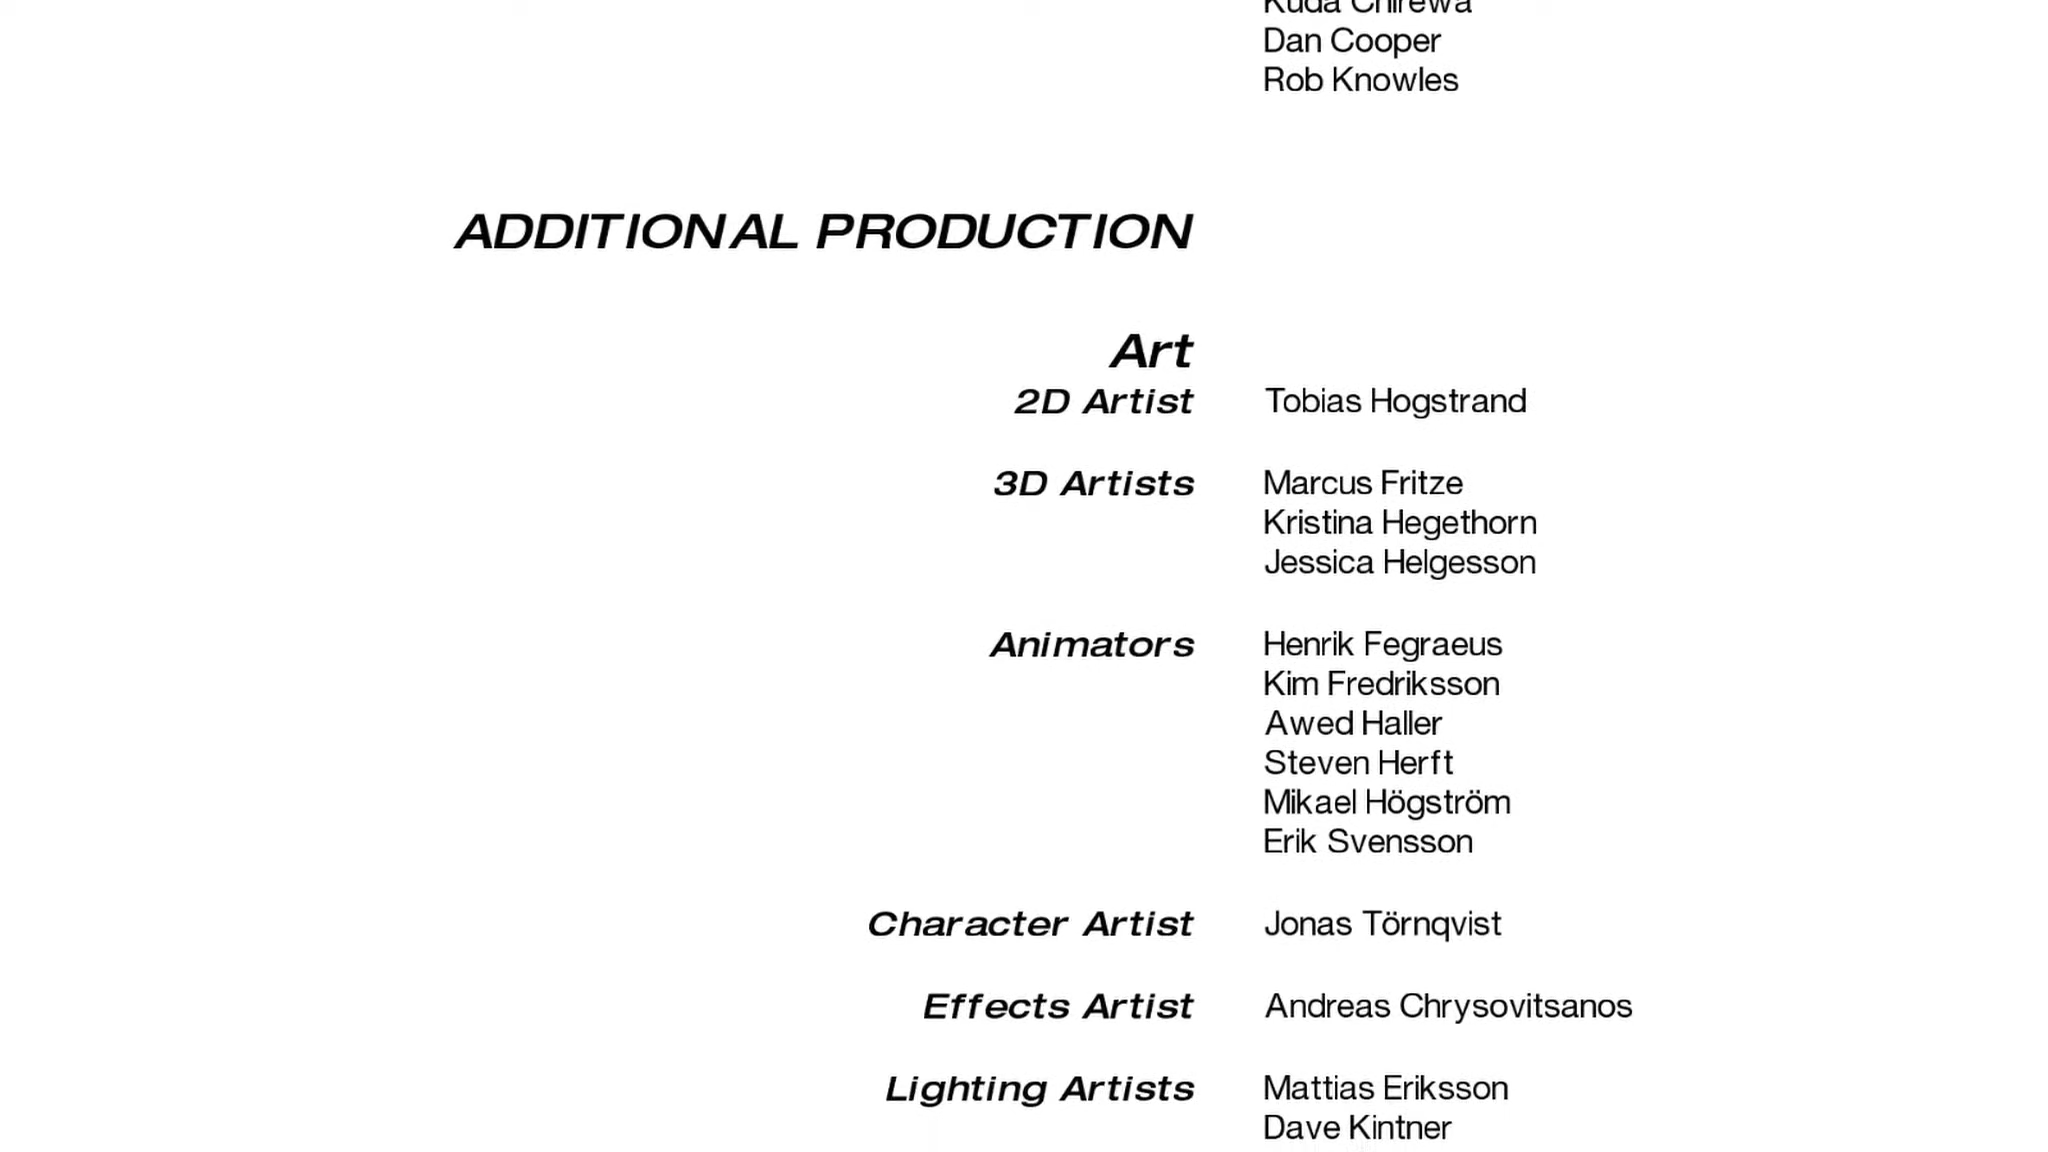 Kuda Chirewa
Dan Cooper
Rob Knowles
ADDITIONAL PRODUCTION
Art
2D Artist Tobias Hogstrand
3D Artists Marcus Fritze
Kristina Hegethorn
Jessica Helgesson
Animators Henrik Fegraeus
Kim Fredriksson
Awed Haller
Steven Herft
Mikael Högström
Erik Svensson
Character Artist Jonas Törnqvist
Effects Artist Andreas Chrysovitsanos
Lighting Artists Mattias Eriksson
Dave Kintner